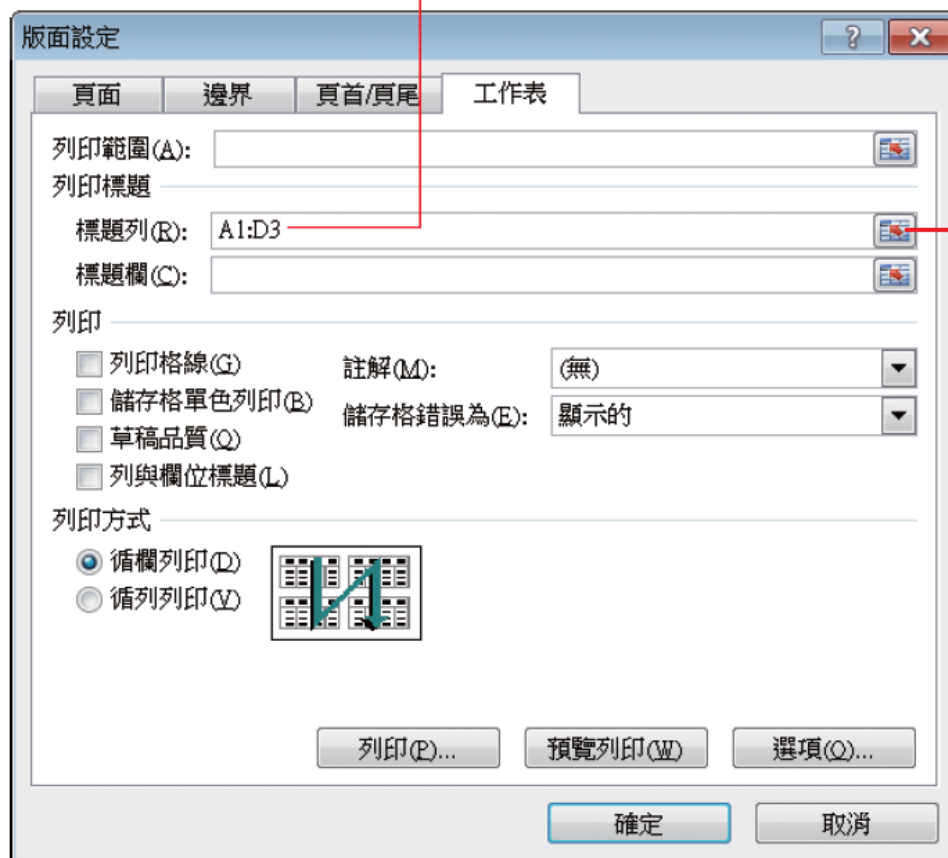 版面設定
頁面 邊界 頁首/頁尾 工作表
列印範圍(A):
列印標題
標題列(R): A1:D3
標題欄(C):
列印
列印格線(G) 註解(M): (無)
儲存格單色列印(B) 儲存格錯誤為(E): 顯示的
草稿品質(Q)
列與欄位標題(L)
列印方式
循欄列印(D)
循列列印(V)
列印(P)... 預覽列印(W) 選項(O)...
確定 取消